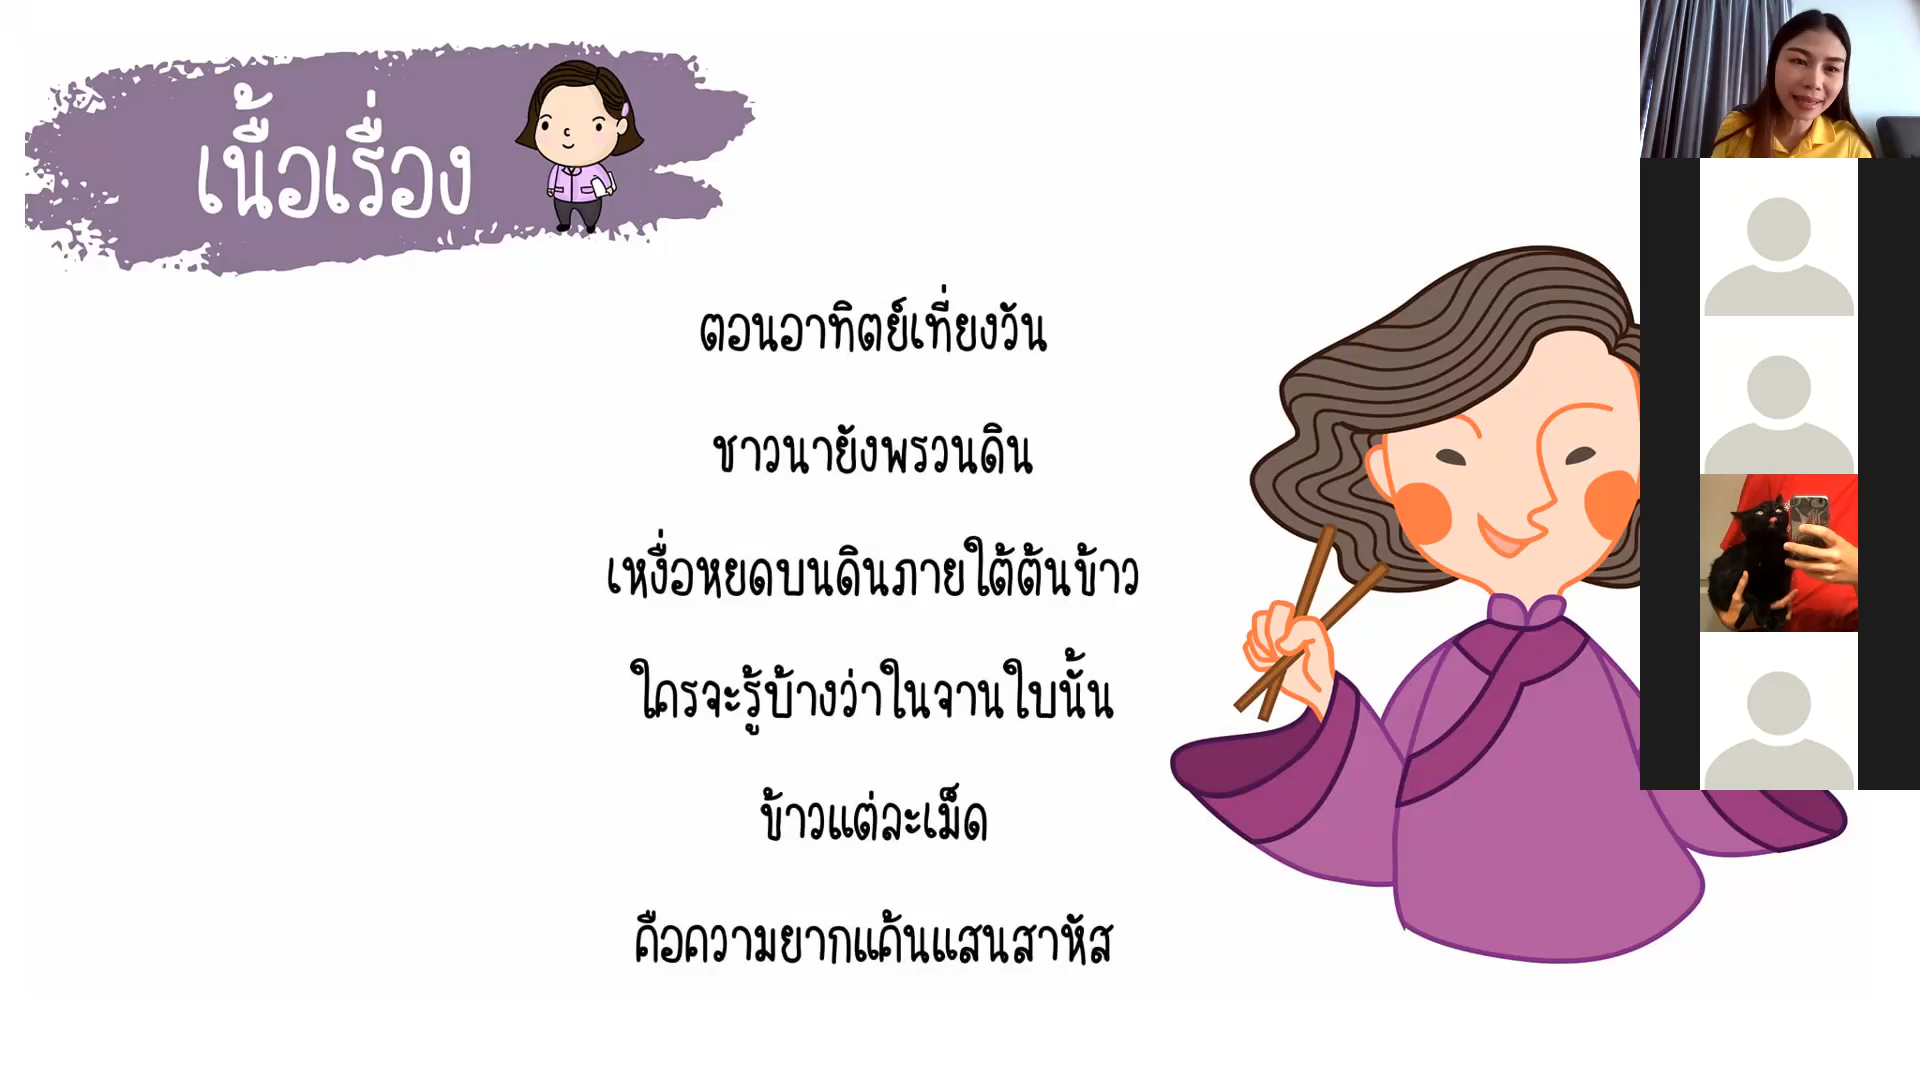 เนื้อเรื่อง
ตอนอาทิตย์เที่ยงวัน
ชาวนายังพรวนดิน
เหงื่อหยดบนดินภายใต้ต้นข้าว
ใครจะรู้บ้างว่าในจานใบนั้น
ข้าวแต่ละเม็ด
คือความยากแค้นแสนสาหัส